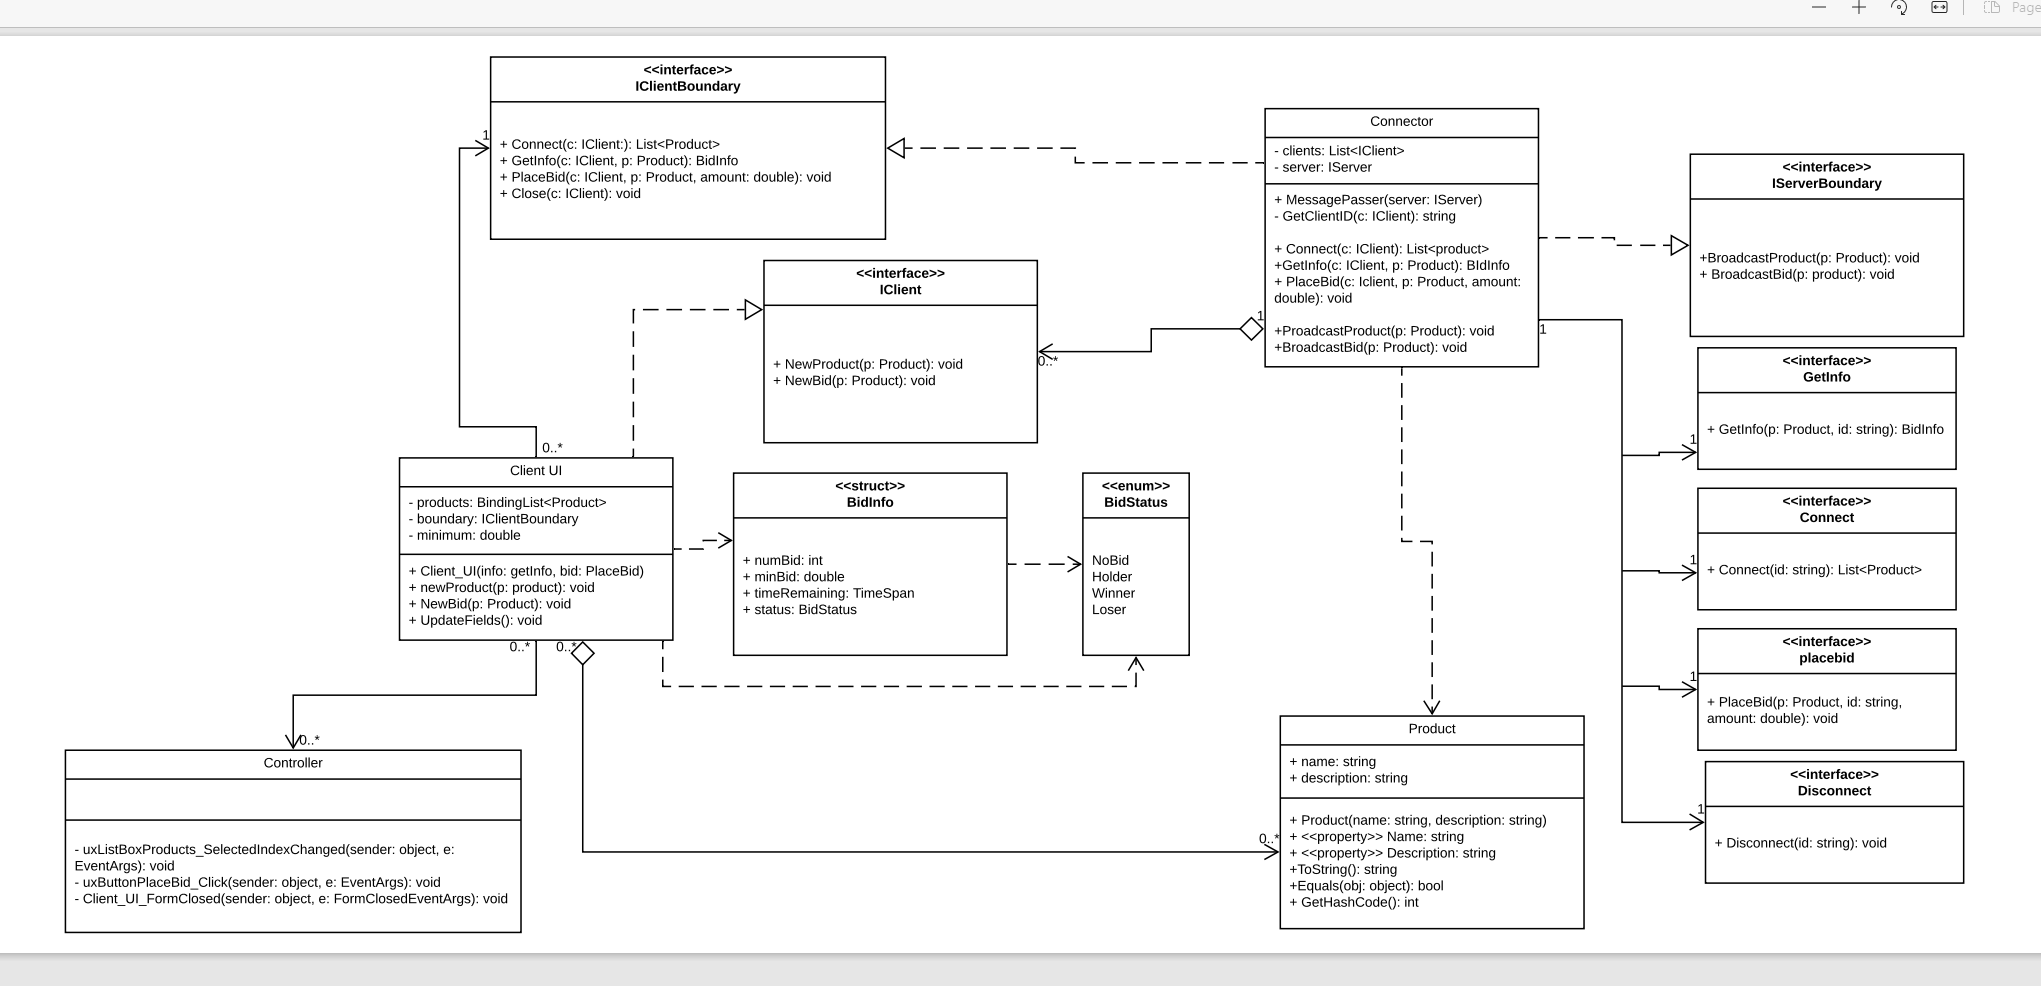 Page
<<interface>>
IClientBoundary
+ Connect(c: IClient:): List<Product>
+ GetInfo(c: IClient, p: Product): BidInfo
+ PlaceBid(c: IClient, p: Product, amount: double): void
+ Close(c: IClient): void
1
Connector
- clients: List<IClient>
- server: IServer
+ MessagePasser(server: IServer)
- GetClientID(c: IClient): string
+ Connect(c: IClient): List<product>
+GetInfo(c: IClient, p: Product): BIdInfo
+ PlaceBid(c: Iclient, p: Product, amount:
double): void
+ProadcastProduct(p: Product): void
+BroadcastBid(p: Product): void
1
1
<<interface>>
IServerBoundary
+BroadcastProduct(p: Product): void
+ BroadcastBid(p: product): void
<<interface>>
IClient
+ NewProduct(p: Product): void
+ NewBid(p: Product): void
0..*
<<interface>>
GetInfo
+ GetInfo(p: Product, id: string): BidInfo
1
0..*
Client UI
- products: BindingList<Product>
- boundary: IClientBoundary
- minimum: double
+ Client_UI(info: getInfo, bid: PlaceBid)
+ newProduct(p: product): void
+ NewBid(p: Product): void
+ UpdateFields(): void
0..*
0..*
<<struct>>
BidInfo
+ numBid: int
+ minBid: double
+ timeRemaining: TimeSpan
+ status: BidStatus
<<enum>>
BidStatus
NoBid
Holder
Winner
Loser
<<interface>>
Connect
+ Connect(id: string): List<Product>
1
<<interface>>
placebid
+ PlaceBid(p: Product, id: string,
amount: double): void
1
0..*
Controller
- uxListBoxProducts_SelectedIndexChanged(sender: object, e:
EventArgs): void
- uxButtonPlaceBid_Click(sender: object, e: EventArgs): void
- Client_UI_FormClosed(sender: object, e: FormClosedEventArgs): void
0..*
Product
+ name: string
+ description: string
+ Product(name: string, description: string)
+ <<property>> Name: string
+ <<property>> Description: string
+ToString(): string
+Equals(obj: object): bool
+ GetHashCode(): int
<<interface>>
Disconnect
+ Disconnect(id: string): void
1